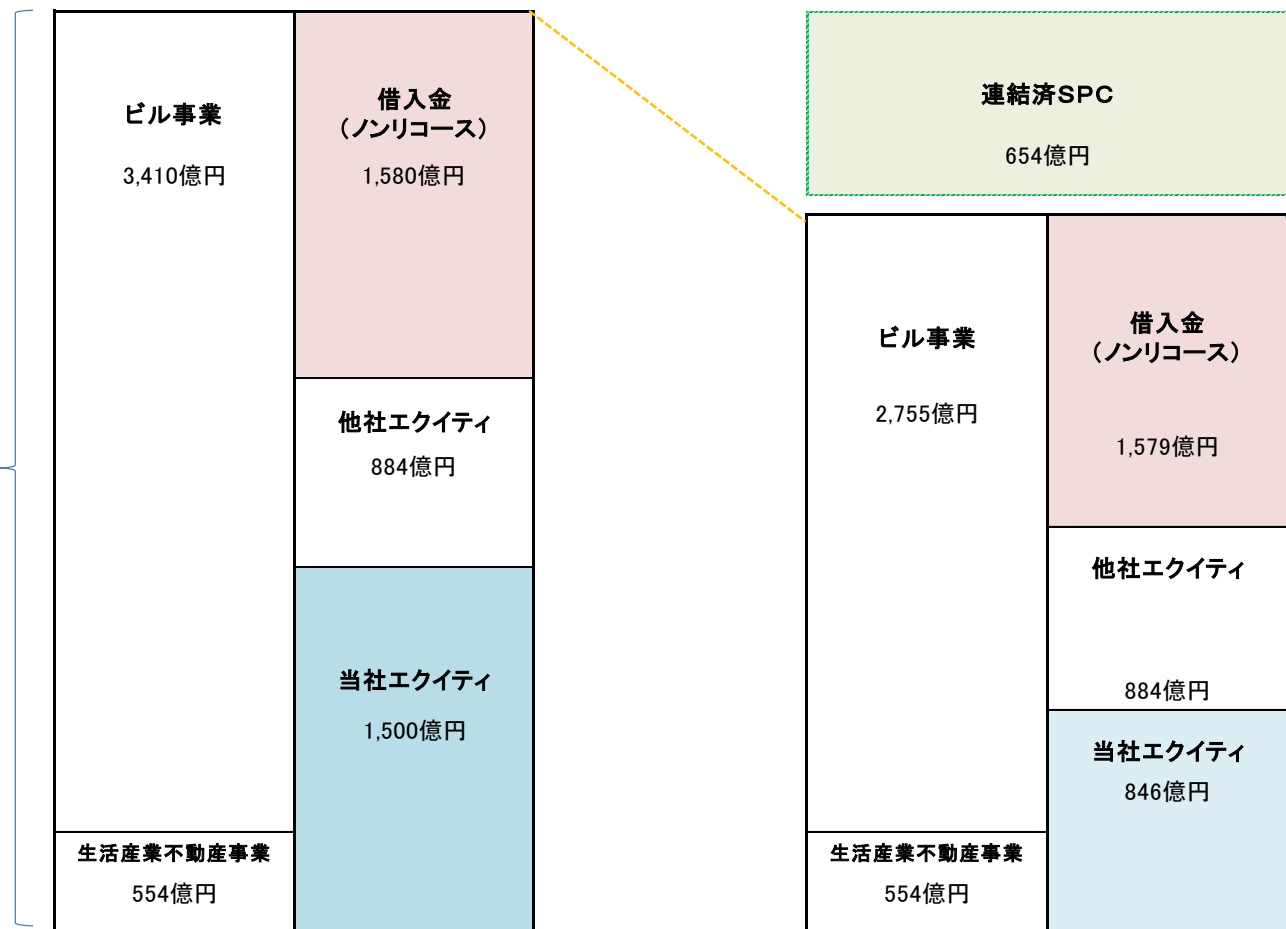 ビル事業
3,410億円
借入金
(ノンリコース)
1,580億円
他社エクイティ
884億円
当社エクイティ
1,500億円
生活産業不動産事業
554億円
連結済SPC
654億円
ビル事業
2,755億円
借入金
(ノンリコース)
1,579億円
他社エクイティ
884億円
当社エクイティ
846億円
生活産業不動産事業
554億円